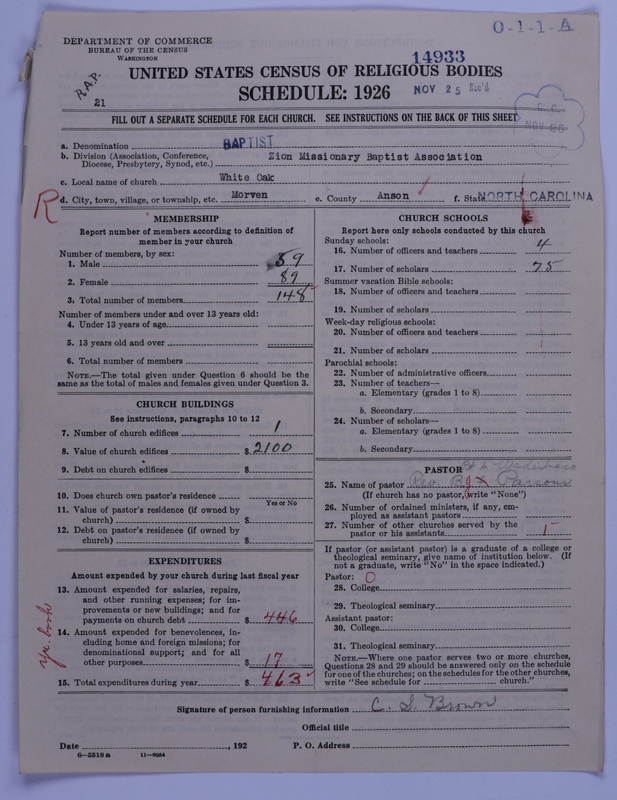 0-1-1-A
DEPARTMENT OF COMMERCE
BUREAU OF THE CENSUS
WASHINGTON
14933
UNITED STATES CENSUS OF RELIGIOUS BODIES
R.A.P.
21
SCHEDULE: 1926
NOV 25 Rec'd
FILL OUT A SEPARATE SCHEDULE FOR EACH CHURCH. SEE INSTRUCTIONS ON THE BACK OF THIS SHEET
a. Denomination BAPTIST
b. Division (Association, Conference, Diocese, Presbytery, Synod, etc.) Zion Missionary Baptist Association
c. Local name of church White Oak
R
d. City, town, village, or township, etc. Morven e. County Anson f. State NORTH CAROLINA
MEMBERSHIP
Report number of members according to definition of
member in your church
Number of members, by sex:
1. Male 59
2. Female 89
3. Total number of members 148
Number of members under and over 13 years old:
4. Under 13 years of age
5. 13 years old and over
6. Total number of members
NOTE.—The total given under Question 6 should be the
same as the total of males and females given under Question 3.
CHURCH BUILDINGS
See instructions, paragraphs 10 to 12
7. Number of church edifices 1
8. Value of church edifices $ 2100
9. Debt on church edifices $
10. Does church own pastor's residence
Yes or No
11. Value of pastor's residence (if owned by
church) $
12. Debt on pastor's residence (if owned by
church) $
EXPENDITURES
Amount expended by your church during last fiscal year
13. Amount expended for salaries, repairs,
and other running expenses; for im-
provements or new buildings; and for
payments on church debt $ 446
14. Amount expended for benevolences, in-
cluding home and foreign missions; for
denominational support; and for all
other purposes $ 17
15. Total expenditures during year $ 463
Yr. book
CHURCH SCHOOLS
Report here only schools conducted by this church
Sunday schools:
16. Number of officers and teachers 4
17. Number of scholars 75
Summer vacation Bible schools:
18. Number of officers and teachers
19. Number of scholars
Week-day religious schools:
20. Number of officers and teachers
21. Number of scholars
Parochial schools:
22. Number of administrative officers
23. Number of teachers—
a. Elementary (grades 1 to 8)
b. Secondary
24. Number of scholars—
a. Elementary (grades 1 to 8)
b. Secondary
PASTOR
25. Name of pastor Rev. B. J. Parsons
(If church has no pastor, write "None")
26. Number of ordained ministers, if any, em-
ployed as assistant pastors
27. Number of other churches served by the
pastor or his assistants 1
If pastor (or assistant pastor) is a graduate of a college or
theological seminary, give name of institution below. (If
not a graduate, write "No" in the space indicated.)
Pastor: O
28. College
29. Theological seminary
Assistant pastor:
30. College
31. Theological seminary
NOTE.—Where one pastor serves two or more churches,
Questions 28 and 29 should be answered only on the schedule
for one of the churches; on the schedules for the other churches,
write "See schedule for church."
Signature of person furnishing information C. S. Brown
Official title
Date , 192 P. O. Address
8—5518 a 11—9564